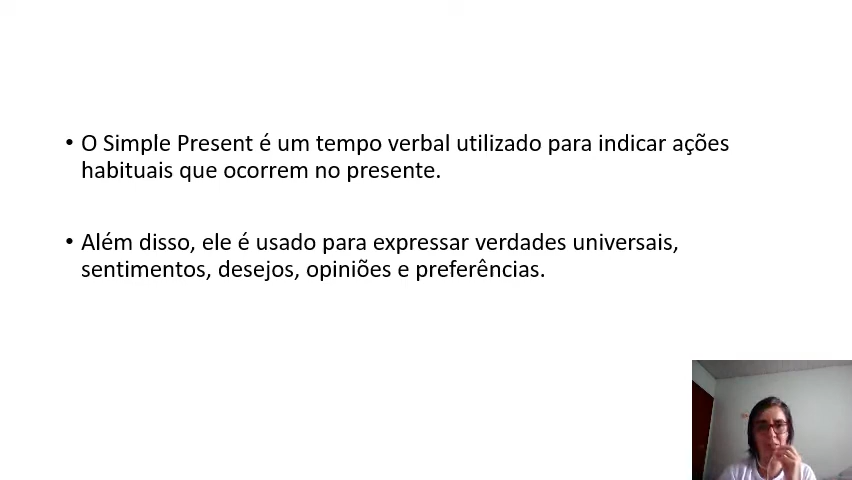 • O Simple Present é um tempo verbal utilizado para indicar ações
habituais que ocorrem no presente.
• Além disso, ele é usado para expressar verdades universais,
sentimentos, desejos, opiniões e preferências.